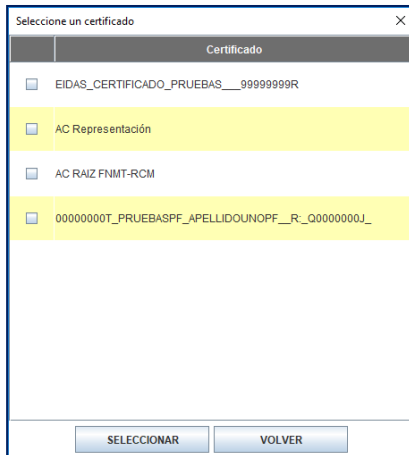 Seleccione un certificado
Certificado
EIDAS_CERTIFICADO_PRUEBAS___99999999R
AC Representación
AC RAIZ FNMT-RCM
00000000T_PRUEBASPF_APELLIDOUNOPF__R:_Q0000000J_
SELECCIONAR
VOLVER